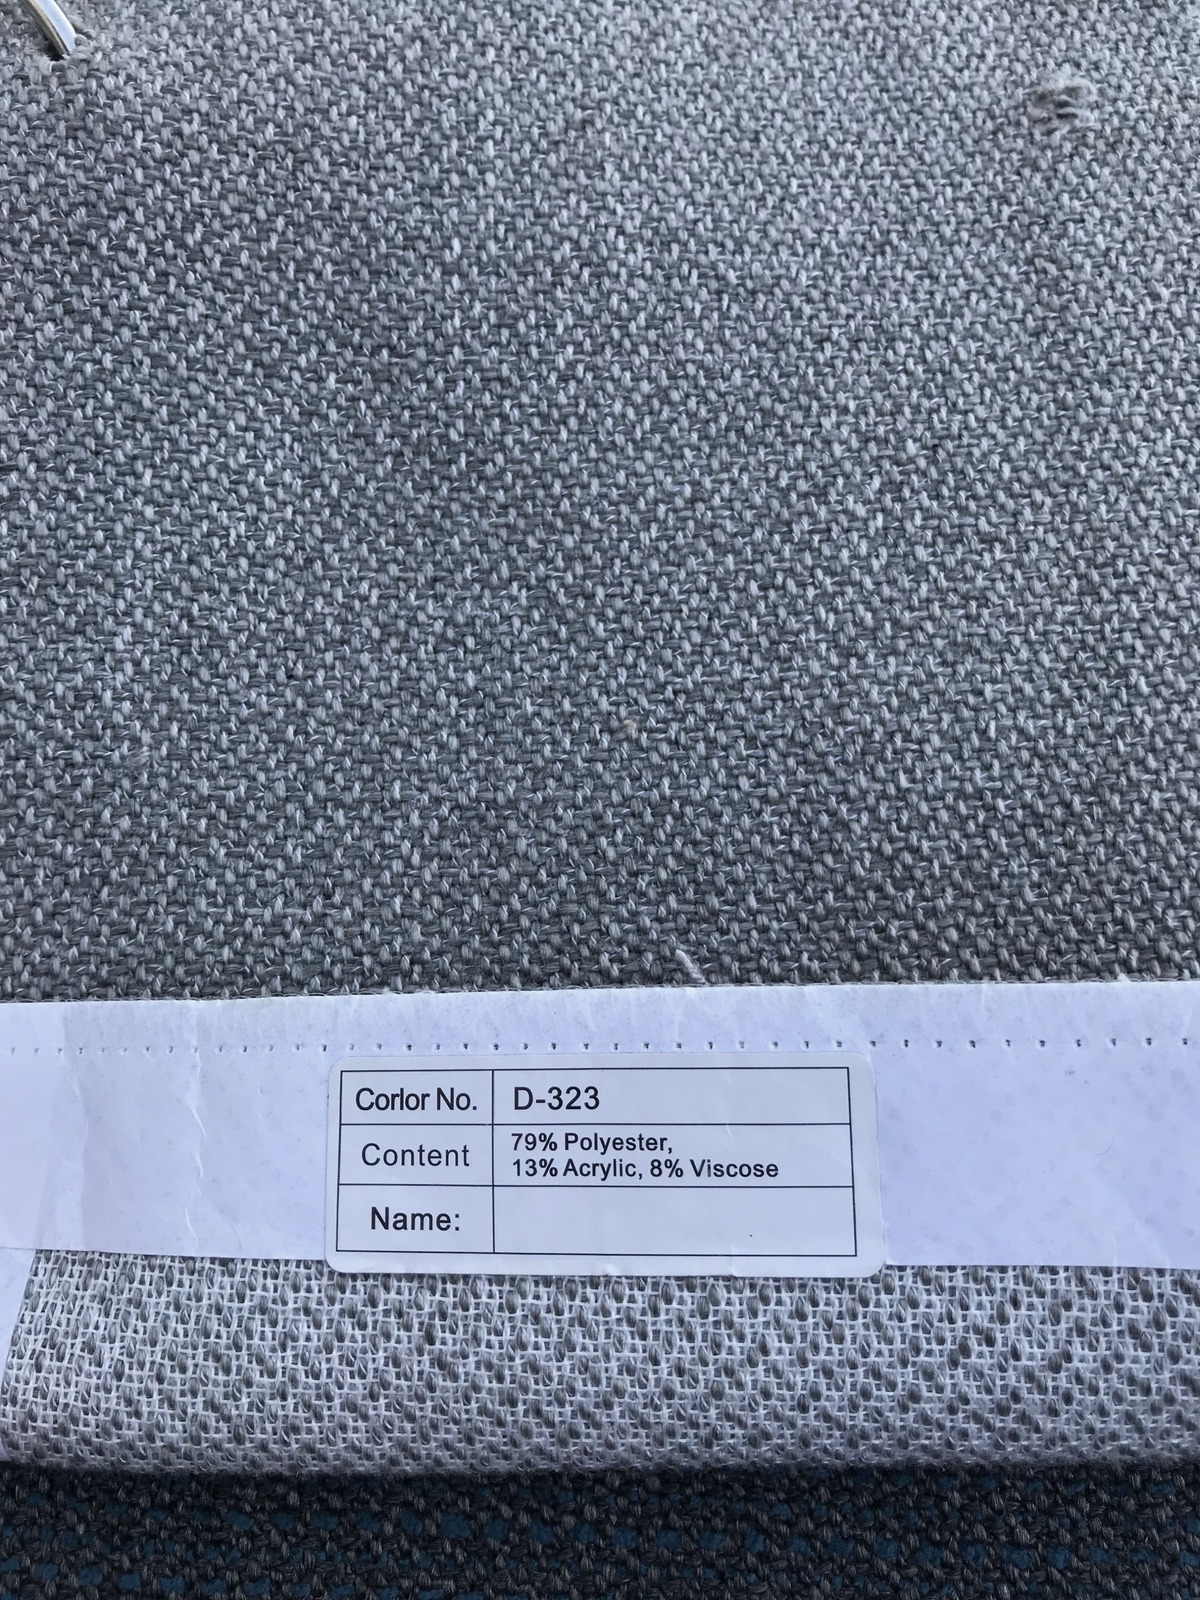 Corlor No. D-323
Content 79% Polyester,
13% Acrylic, 8% Viscose
Name: